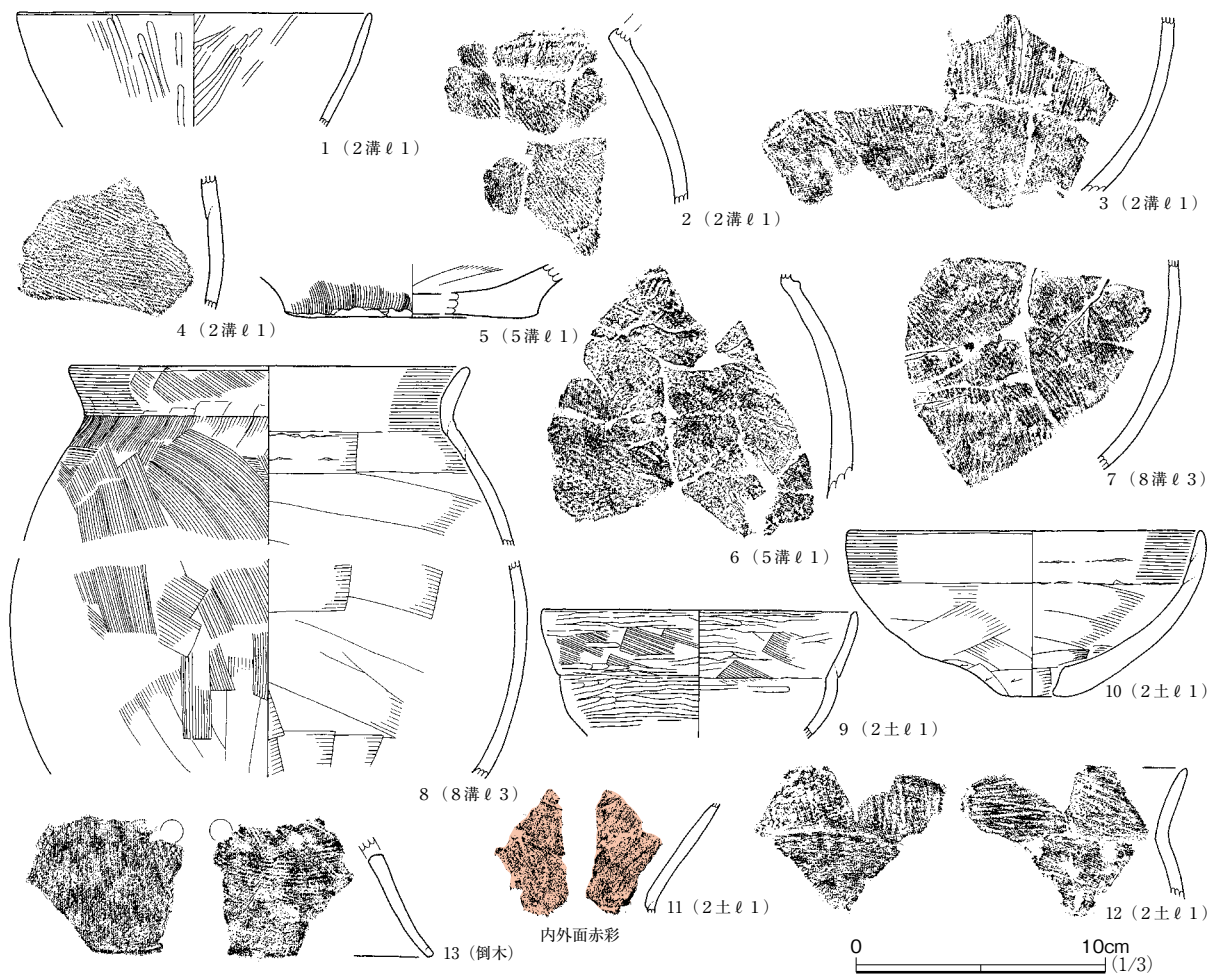 1（2溝ℓ1）
2（2溝ℓ1）
3（2溝ℓ1）
4（2溝ℓ1）
5（5溝ℓ1）
6（5溝ℓ1）
7（8溝ℓ3）
8（8溝ℓ3）
9（2土ℓ1）
10（2土ℓ1）
11（2土ℓ1）
内外面赤彩
12（2土ℓ1）
13（倒木）
0 10cm
(1/3)